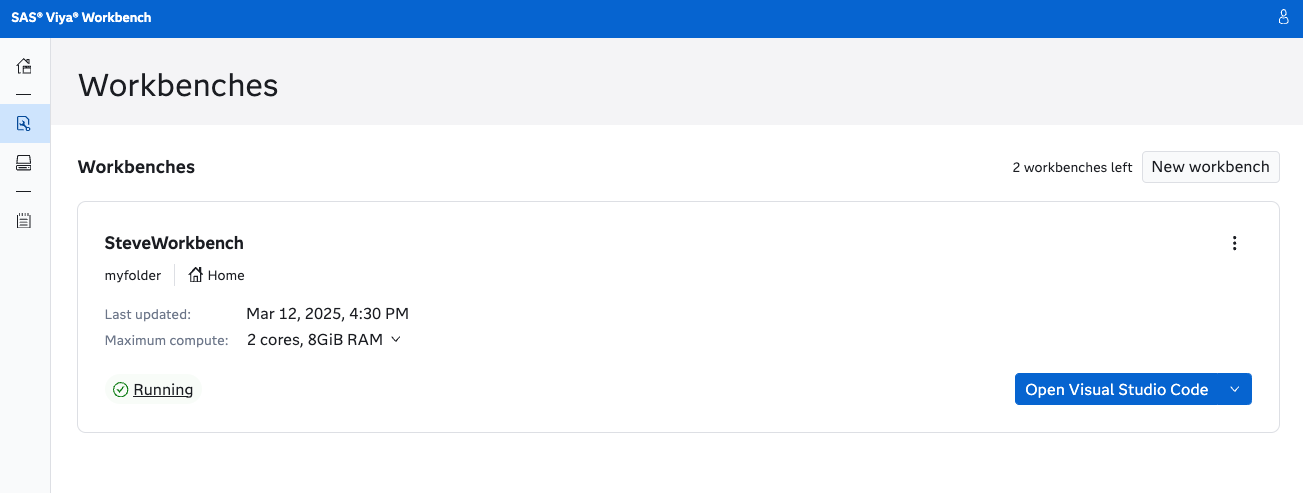 SAS® Viya® Workbench
Workbenches
Workbenches
2 workbenches left
New workbench
SteveWorkbench
myfolder
Home
Last updated: Mar 12, 2025, 4:30 PM
Maximum compute: 2 cores, 8GiB RAM
Running
Open Visual Studio Code